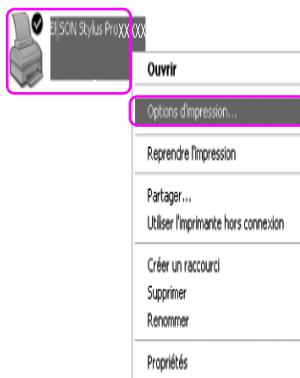 EPSON Stylus Pro XXXXX
Ouvrir
Options d'impression...
Reprendre l'impression
Partager...
Utiliser l'imprimante hors connexion
Créer un raccourci
Supprimer
Renommer
Propriétés